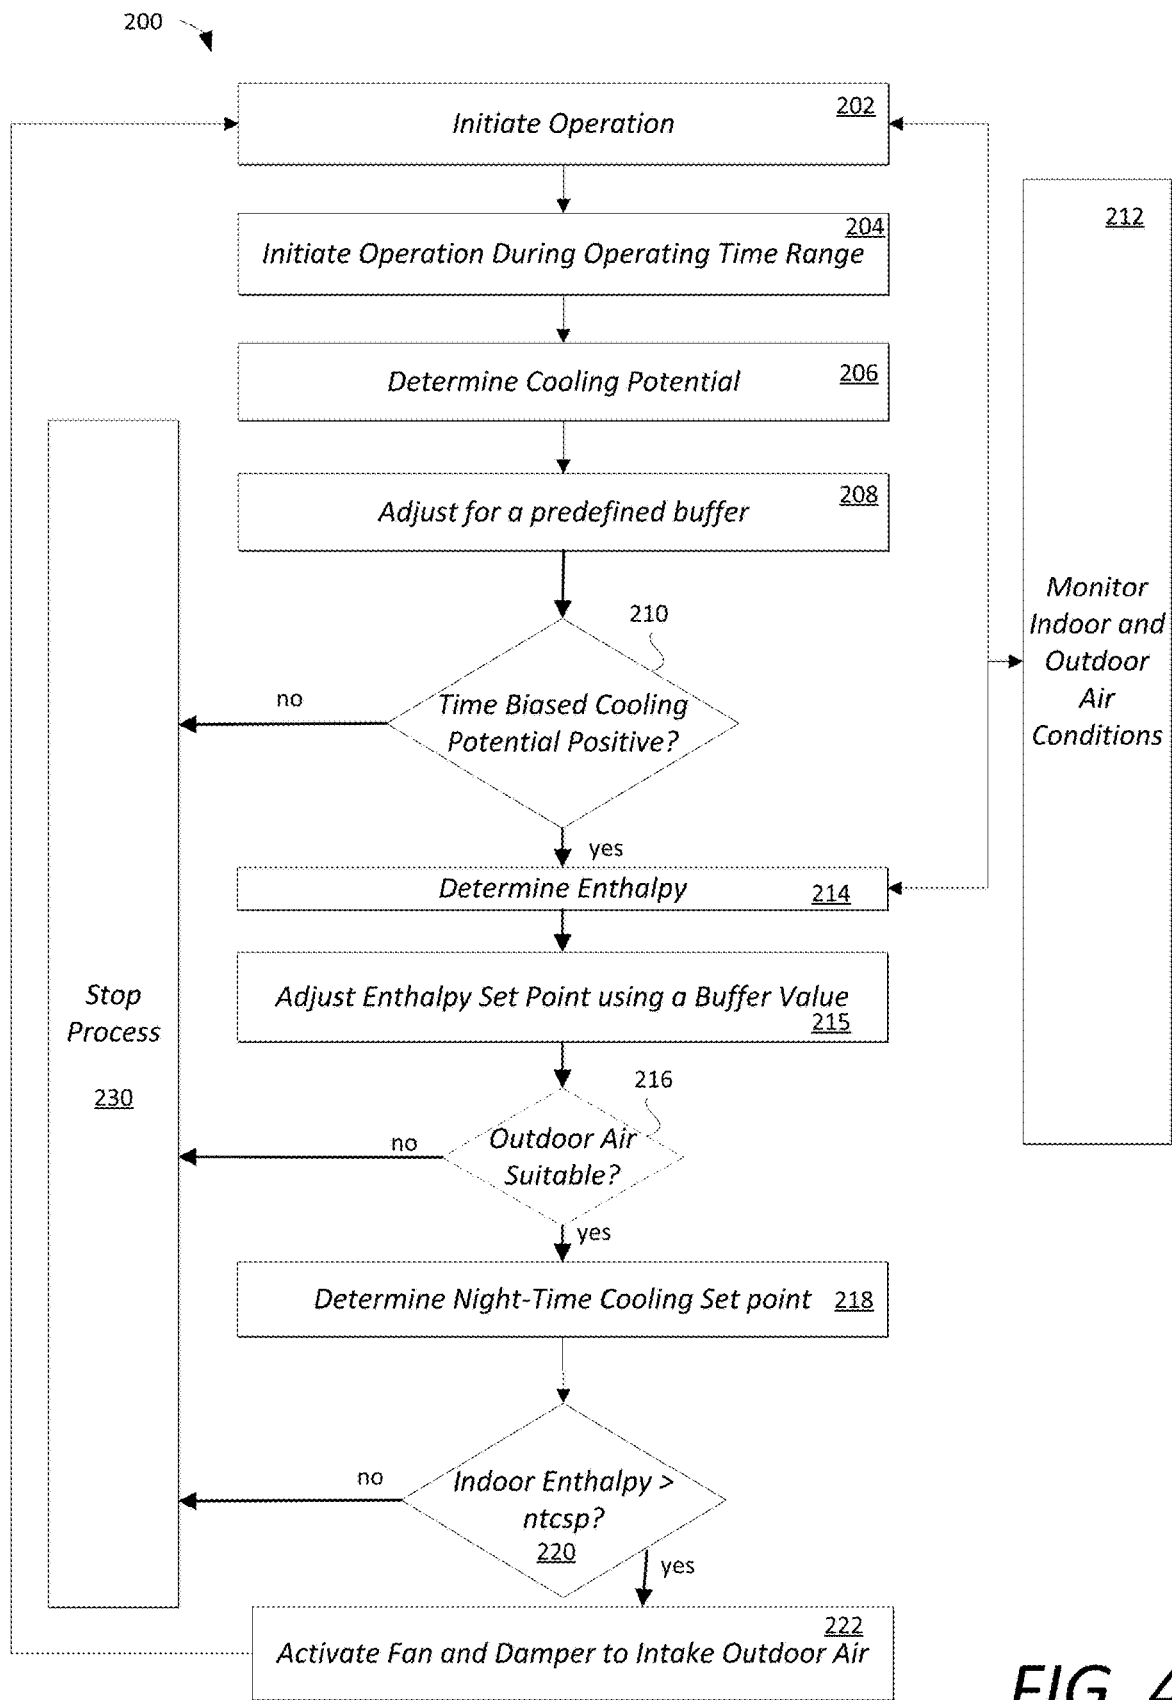 200
202
Initiate Operation
204
Initiate Operation During Operating Time Range
206
Determine Cooling Potential
208
Adjust for a predefined buffer
210
Time Biased Cooling
Potential Positive?
no
yes
212
Monitor
Indoor and
Outdoor
Air
Conditions
Determine Enthalpy
214
Adjust Enthalpy Set Point using a Buffer Value
215
216
Outdoor Air
Suitable?
no
yes
Stop
Process
230
Determine Night-Time Cooling Set point 218
Indoor Enthalpy >
ntcsp?
220
no
yes
222
Activate Fan and Damper to Intake Outdoor Air
FIG. 4